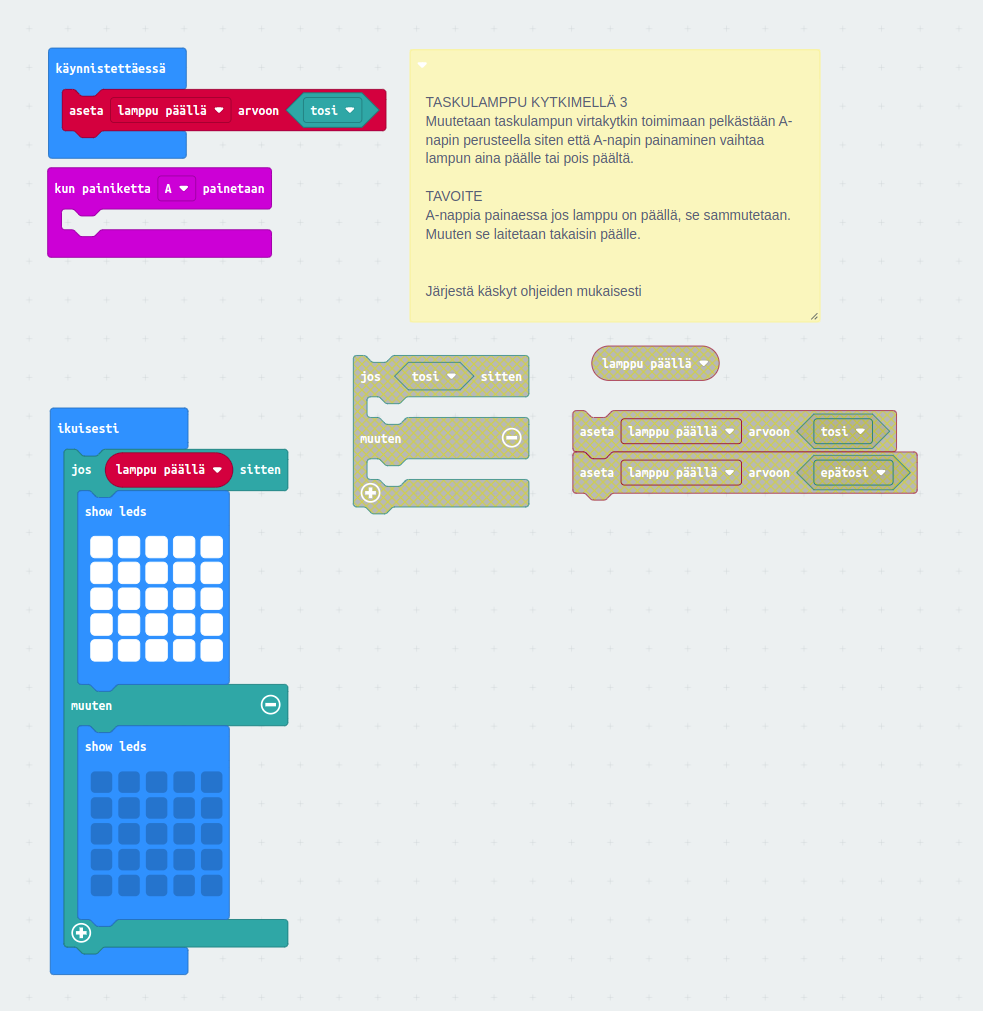 käynnistettäessä
aseta lamppu päällä arvoon tosi
kun painiketta A painetaan
TASKULAMPPU KYTKIMELLÄ 3
Muutetaan taskulampun virtakytkin toimimaan pelkästään A-
napin perusteella siten että A-napin painaminen vaihtaa
lampun aina päälle tai pois päältä.
TAVOITE
A-nappia painaessa jos lamppu on päällä, se sammutetaan.
Muuten se laitetaan takaisin päälle.
Järjestä käskyt ohjeiden mukaisesti
jos tosi sitten
muuten
lamppu päällä
aseta lamppu päällä arvoon tosi
aseta lamppu päällä arvoon epätosi
ikuisesti
jos lamppu päällä sitten
show leds
muuten
show leds